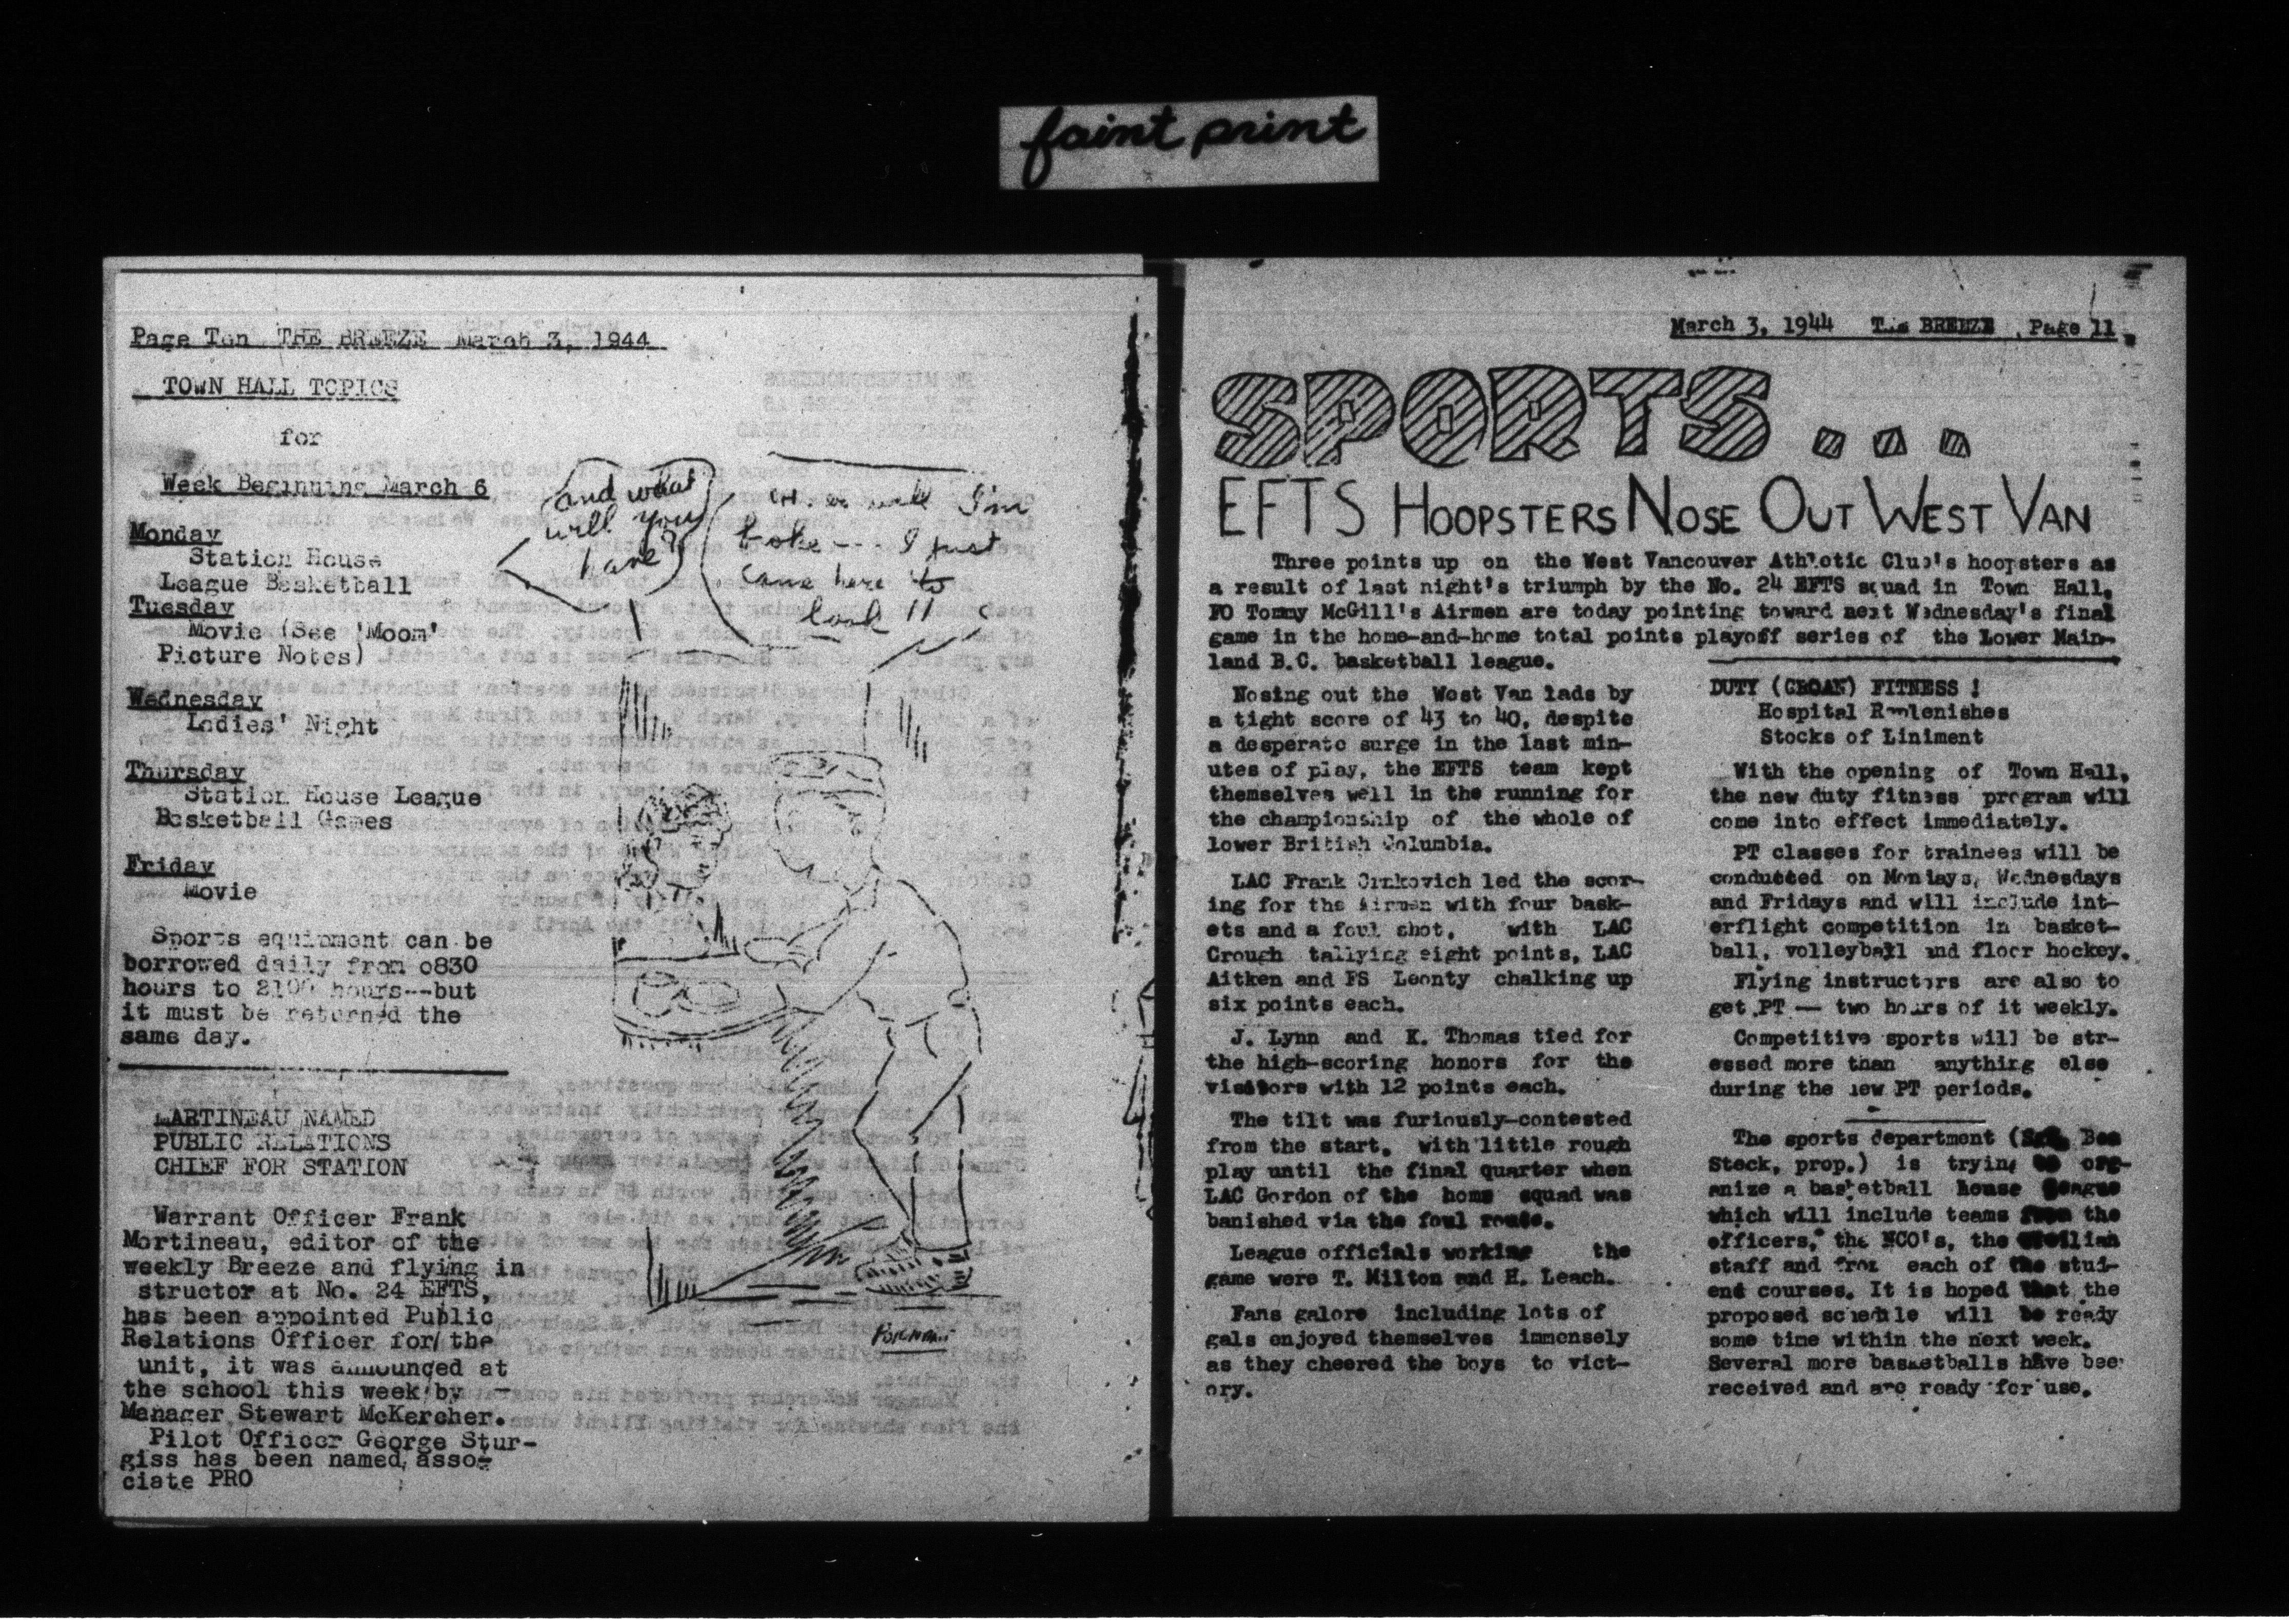 faint print
Page Ten THE BREEZE March 3, 1944
TOWN HALL TOPICS
for
Week Beginning March 6
Monday
Station House
League Basketball
Tuesday
Movie (See 'Moom'
Picture Notes)
Wednesday
Ladies' Night
Thursday
Station House League
Basketball Games
Friday
Movie
Sports equipment can be
borrowed daily from o830
hours to 2100 hours--but
it must be returned the
same day.
MARTINEAU NAMED
PUBLIC RELATIONS
CHIEF FOR STATION
Warrant Officer Frank
Mortineau, editor of the
weekly Breeze and flying in
structor at No. 24 EFTS,
has been appointed Public
Relations Officer for the
unit, it was announced at
the school this week by
Manager Stewart McKercher.
Pilot Officer George Stur-
giss has been named asso-
ciate PRO
and what
will you
have?
well I'm
broke --- I just
came here to
look !!
March 3, 1944 The BREEZE Page 11
SPORTS...
EFTS HOOPSTERS NOSE OUT WEST VAN
Three points up on the West Vancouver Athletic Club's hoopsters as
a result of last night's triumph by the No. 24 EFTS squad in Town Hall,
FO Tommy McGill's Airmen are today pointing toward next Wednesday's final
game in the home-and-home total points playoff series of the Lower Main-
land B.C. basketball league.
Nosing out the West Van lads by
a tight score of 43 to 40, despite
a desperate surge in the last min-
utes of play, the EFTS team kept
themselves well in the running for
the championship of the whole of
lower British Columbia.
LAC Frank led the scor-
ing for the Airmen with four bask-
ets and a foul shot, with LAC
Crough tallying eight points, LAC
Aitken and FS Leonty chalking up
six points each.
J. Lynn and K. Thomas tied for
the high-scoring honors for the
visitors with 12 points each.
The tilt was furiously-contested
from the start, with little rough
play until the final quarter when
LAC Gordon of the home squad was
banished via the foul route.
League officials working the
game were T. Milton and H. Leach.
Fans galore including lots of
gals enjoyed themselves immensely
as they cheered the boys to vict-
ory.
DUTY (GROAN) FITNESS !
Hospital Replenishes
Stocks of Liniment
With the opening of Town Hall,
the new duty fitness program will
come into effect immediately.
PT classes for trainees will be
conducted on Mondays, Wednesdays
and Fridays and will include int-
erflight competition in basket-
ball, volleyball and floor hockey.
Flying instructors are also to
get PT — two hours of it weekly.
Competitive sports will be str-
essed more than anything else
during the new PT periods.
The sports department (Sgt. Bea
Steck, prop.) is trying to org-
anize a basketball house league
which will include teams from the
officers, the NCO's, the civilian
staff and from each of the stud-
ent courses. It is hoped that the
proposed schedule will be ready
some time within the next week.
Several more basketballs have bee
received and are ready for use.